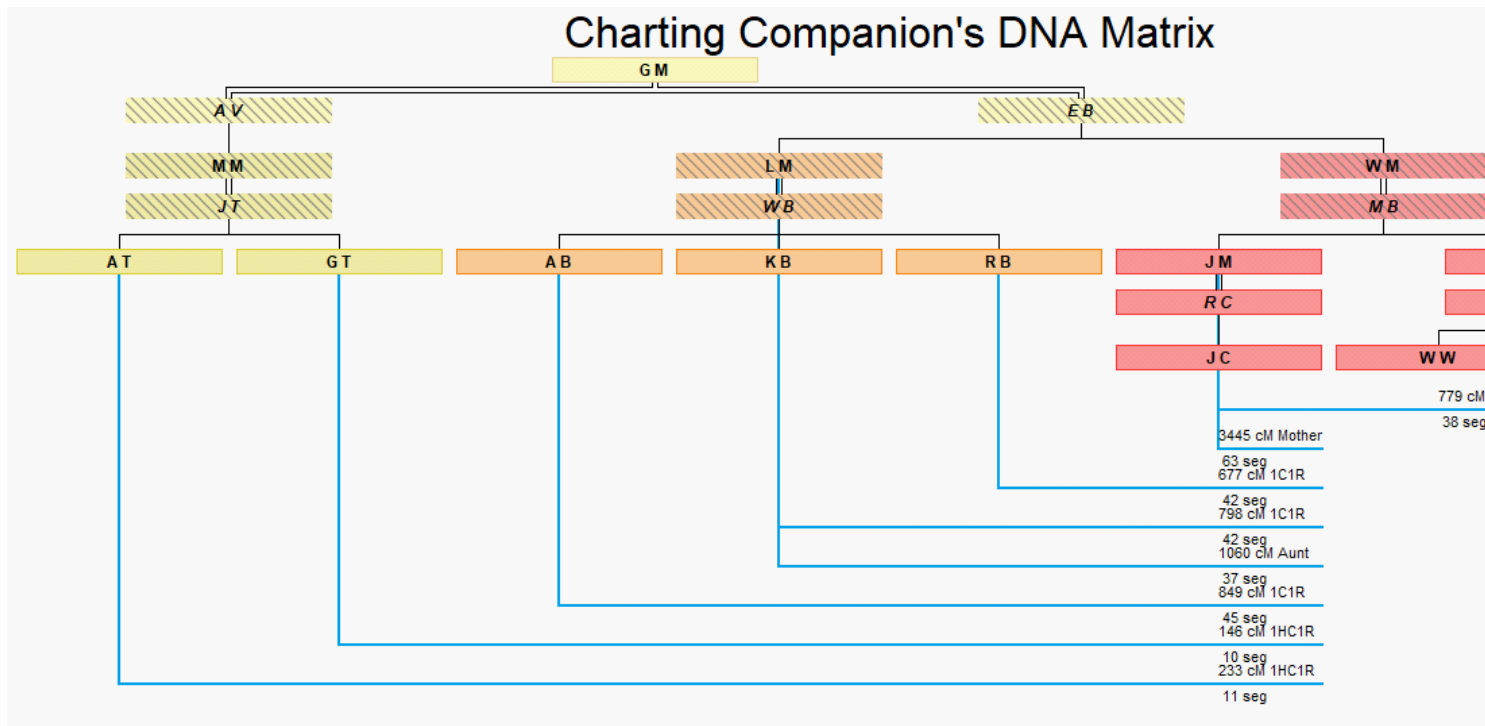 Charting Companion's DNA Matrix
G M
A V
E B
M M
L M
W M
J T
W B
M B
A T
G T
A B
K B
R B
J M
R C
J C
W W
779 cM
38 seg
3445 cM Mother
63 seg
677 cM 1C1R
42 seg
798 cM 1C1R
42 seg
1060 cM Aunt
37 seg
849 cM 1C1R
45 seg
146 cM 1HC1R
10 seg
233 cM 1HC1R
11 seg